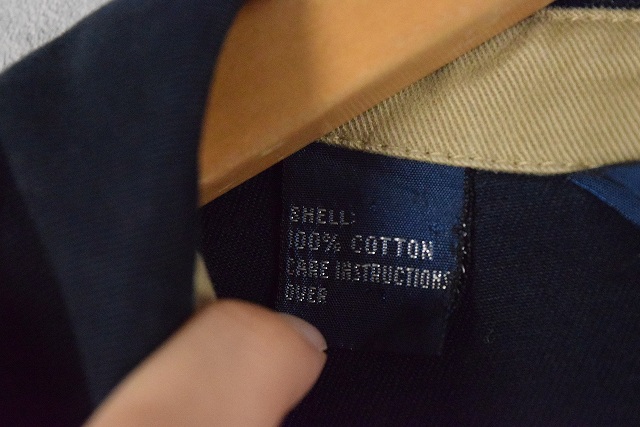 SHELL:
100% COTTON
CARE INSTRUCTIONS
OVER